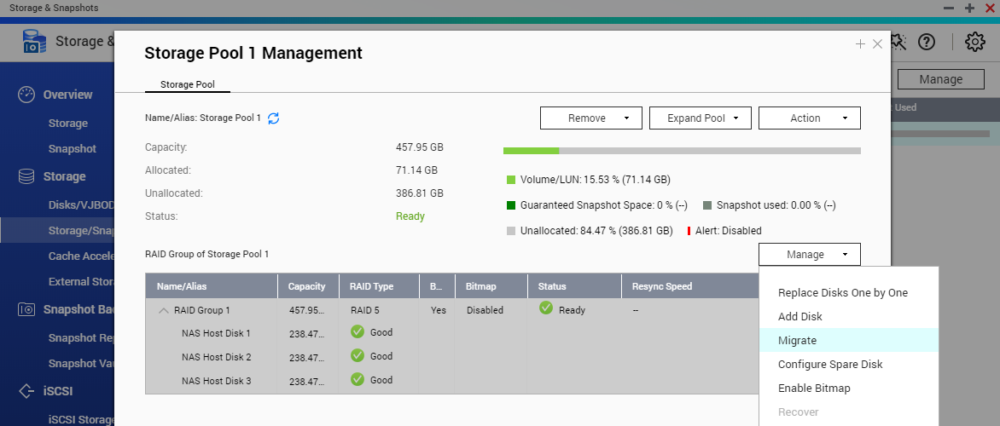 Storage & Snapshots
Storage &
Manage
Used
Overview
Storage
Snapshot
Storage
Disks/VJBOD
Storage/Snap
Cache Accele
External Stor
Snapshot Bac
Snapshot Rep
Snapshot Vau
iSCSI
iSCSI Storage
Storage Pool 1 Management
Storage Pool
Name/Alias: Storage Pool 1
Remove Expand Pool Action
Capacity: 457.95 GB
Allocated: 71.14 GB
Unallocated: 386.81 GB
Status: Ready
Volume/LUN: 15.53 % (71.14 GB)
Guaranteed Snapshot Space: 0 % (--) Snapshot used: 0.00 % (--)
Unallocated: 84.47 % (386.81 GB) Alert: Disabled
RAID Group of Storage Pool 1
Manage
Name/Alias Capacity RAID Type B... Bitmap Status Resync Speed
RAID Group 1 457.95... RAID 5 Yes Disabled Ready --
NAS Host Disk 1 238.47... Good
NAS Host Disk 2 238.47... Good
NAS Host Disk 3 238.47... Good
Replace Disks One by One
Add Disk
Migrate
Configure Spare Disk
Enable Bitmap
Recover